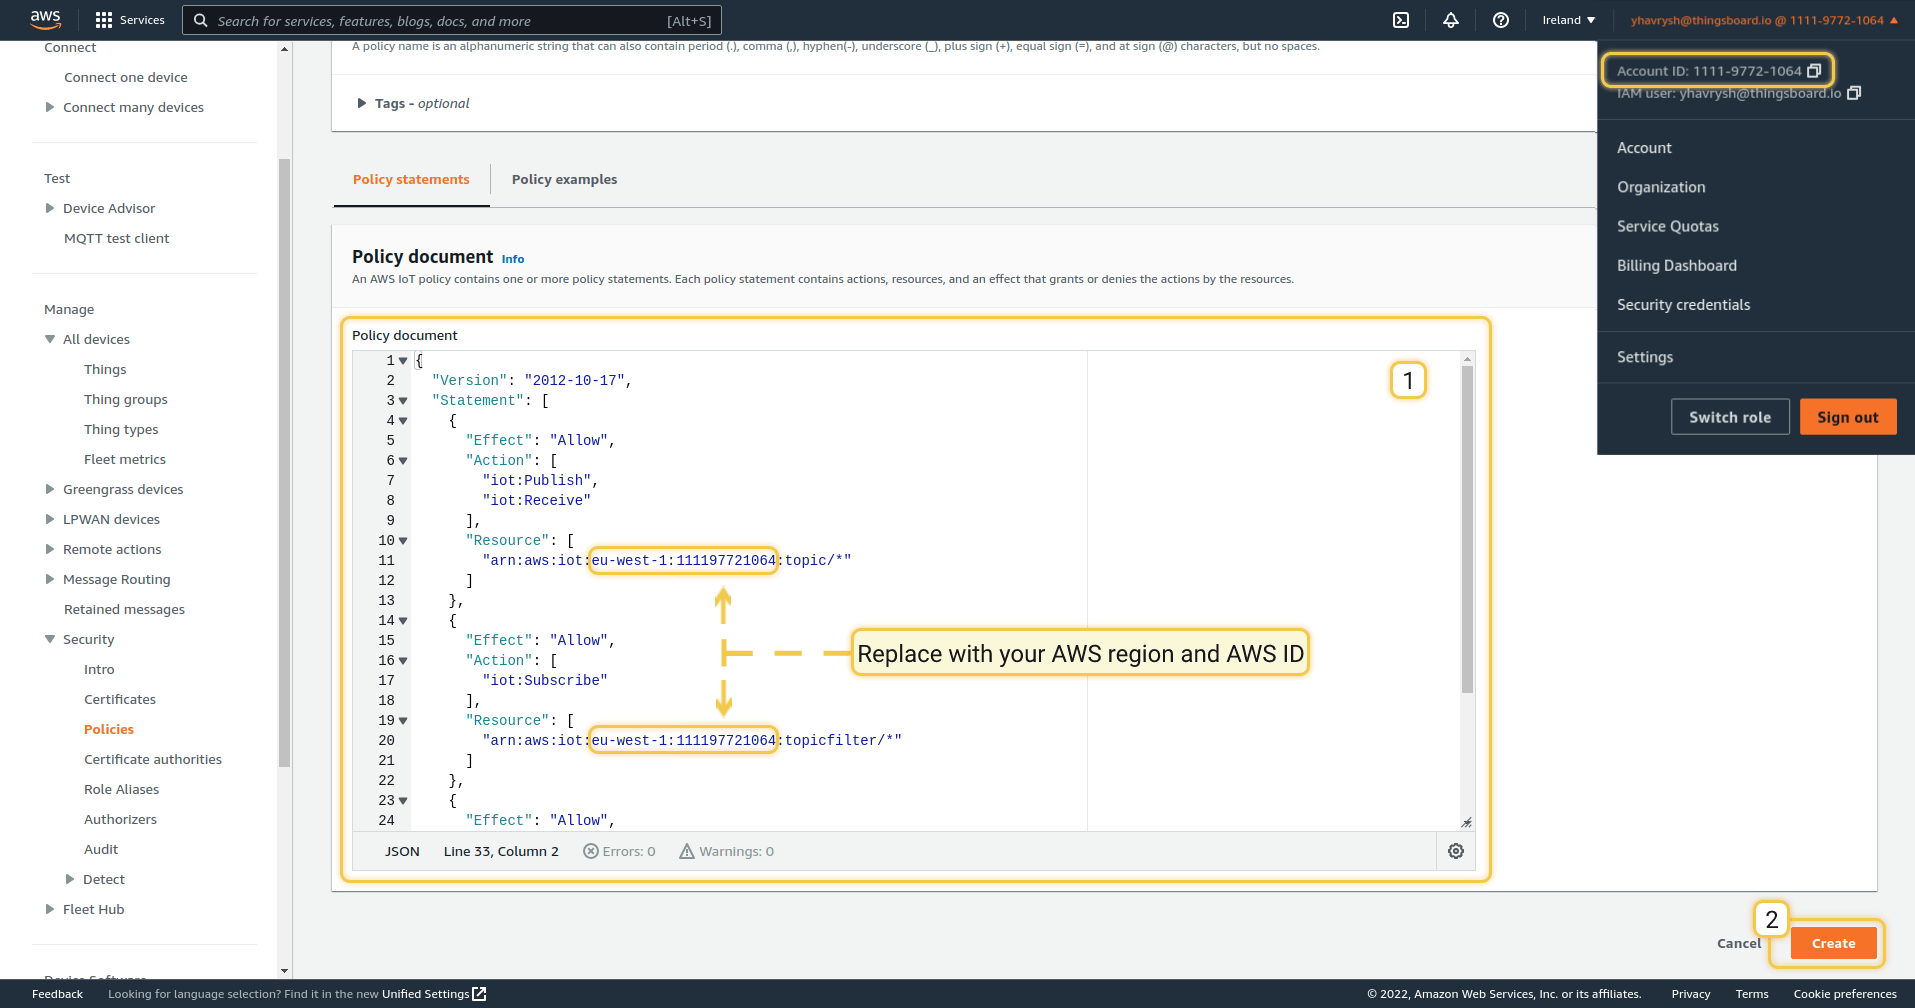 aws
Services
Search for services, features, blogs, docs, and more
[Alt+S]
Ireland ▼
yhavrysh@thingsboard.io @ 1111-9772-1064 ▲
Account ID: 1111-9772-1064
IAM user: yhavrysh@thingsboard.io
Account
Organization
Service Quotas
Billing Dashboard
Security credentials
Settings
Switch role
Sign out
Connect
Connect one device
Connect many devices
Test
Device Advisor
MQTT test client
Manage
All devices
Things
Thing groups
Thing types
Fleet metrics
Greengrass devices
LPWAN devices
Remote actions
Message Routing
Retained messages
Security
Intro
Certificates
Policies
Certificate authorities
Role Aliases
Authorizers
Audit
Detect
Fleet Hub
Device Software
A policy name is an alphanumeric string that can also contain period (.), comma (,), hyphen(-), underscore (_), plus sign (+), equal sign (=), and at sign (@) characters, but no spaces.
Tags - optional
Policy statements
Policy examples
Policy document Info
An AWS IoT policy contains one or more policy statements. Each policy statement contains actions, resources, and an effect that grants or denies the actions by the resources.
Policy document
1
1 {
2 "Version": "2012-10-17",
3 "Statement": [
4 {
5 "Effect": "Allow",
6 "Action": [
7 "iot:Publish",
8 "iot:Receive"
9 ],
10 "Resource": [
11 "arn:aws:iot:eu-west-1:111197721064:topic/*"
12 ]
13 },
14 {
15 "Effect": "Allow",
16 "Action": [
17 "iot:Subscribe"
18 ],
19 "Resource": [
20 "arn:aws:iot:eu-west-1:111197721064:topicfilter/*"
21 ]
22 },
23 {
24 "Effect": "Allow",
Replace with your AWS region and AWS ID
JSON
Line 33, Column 2
Errors: 0
Warnings: 0
2
Cancel
Create
Feedback
Looking for language selection? Find it in the new Unified Settings
© 2022, Amazon Web Services, Inc. or its affiliates.
Privacy
Terms
Cookie preferences